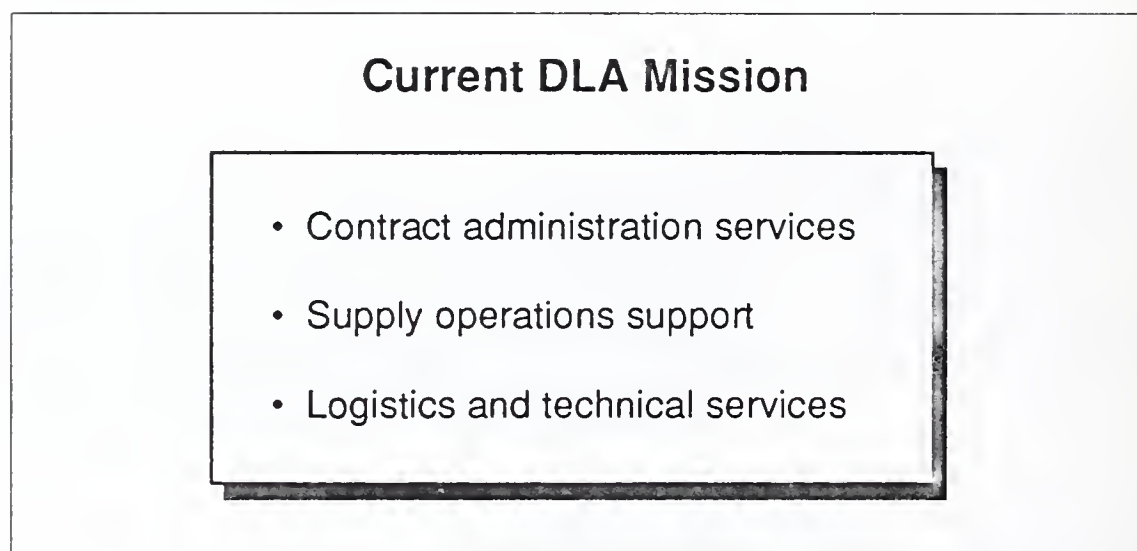 Current DLA Mission
• Contract administration services
• Supply operations support
• Logistics and technical services